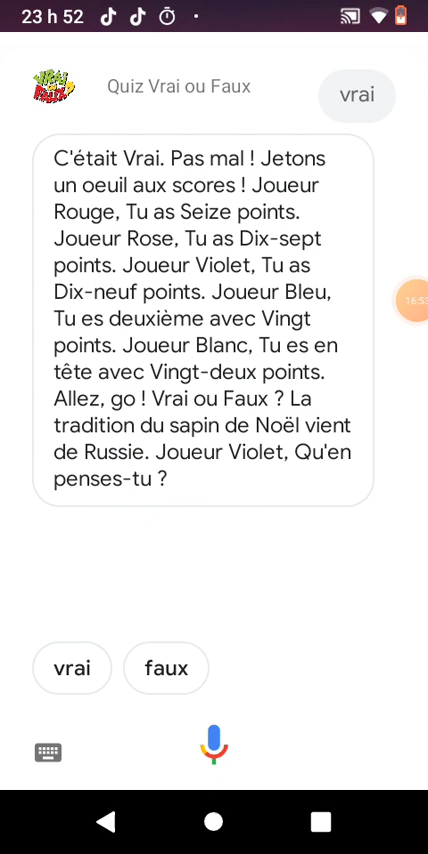 23 h 52
VRAI
Quiz Vrai ou Faux
vrai
C'était Vrai. Pas mal ! Jetons
un oeuil aux scores ! Joueur
Rouge, Tu as Seize points.
Joueur Rose, Tu as Dix-sept
points. Joueur Violet, Tu as
Dix-neuf points. Joueur Bleu,
Tu es deuxième avec Vingt
points. Joueur Blanc, Tu es en
tête avec Vingt-deux points.
Allez, go ! Vrai ou Faux ? La
tradition du sapin de Noël vient
de Russie. Joueur Violet, Qu'en
penses-tu ?
16:53
vrai
faux